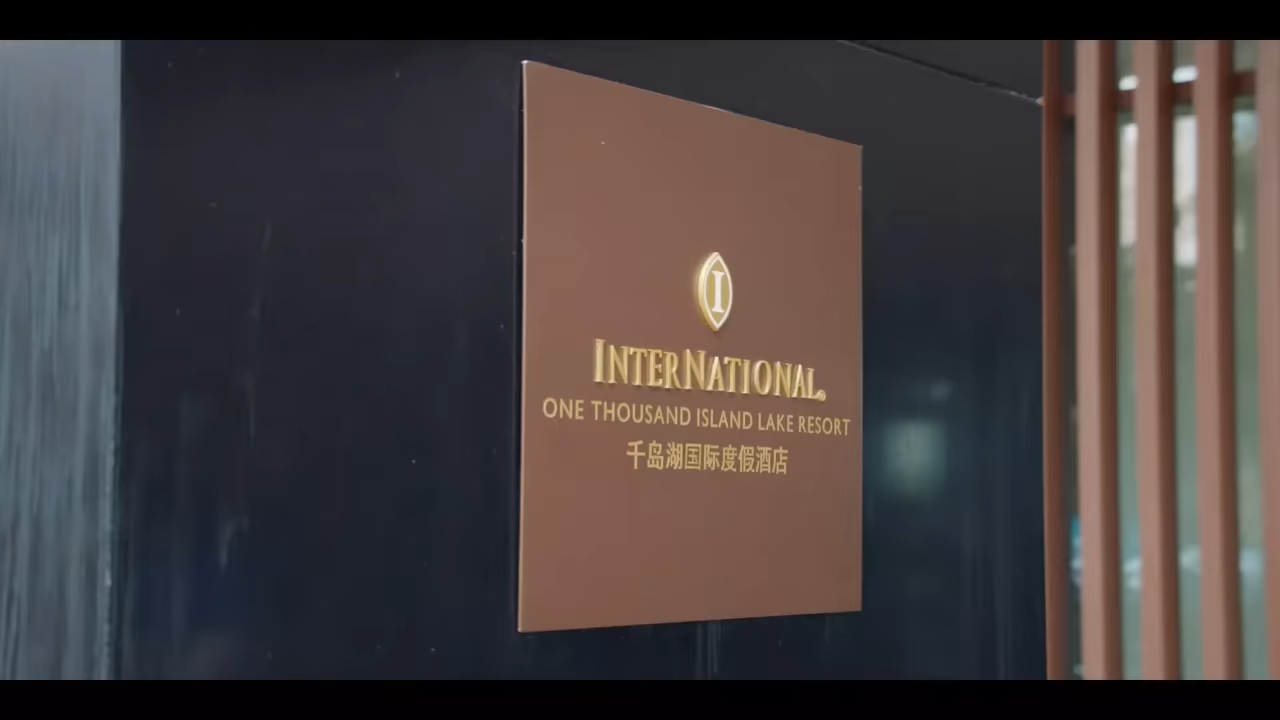 I
INTERNATIONAL
ONE THOUSAND ISLAND LAKE RESORT
千岛湖国际度假酒店